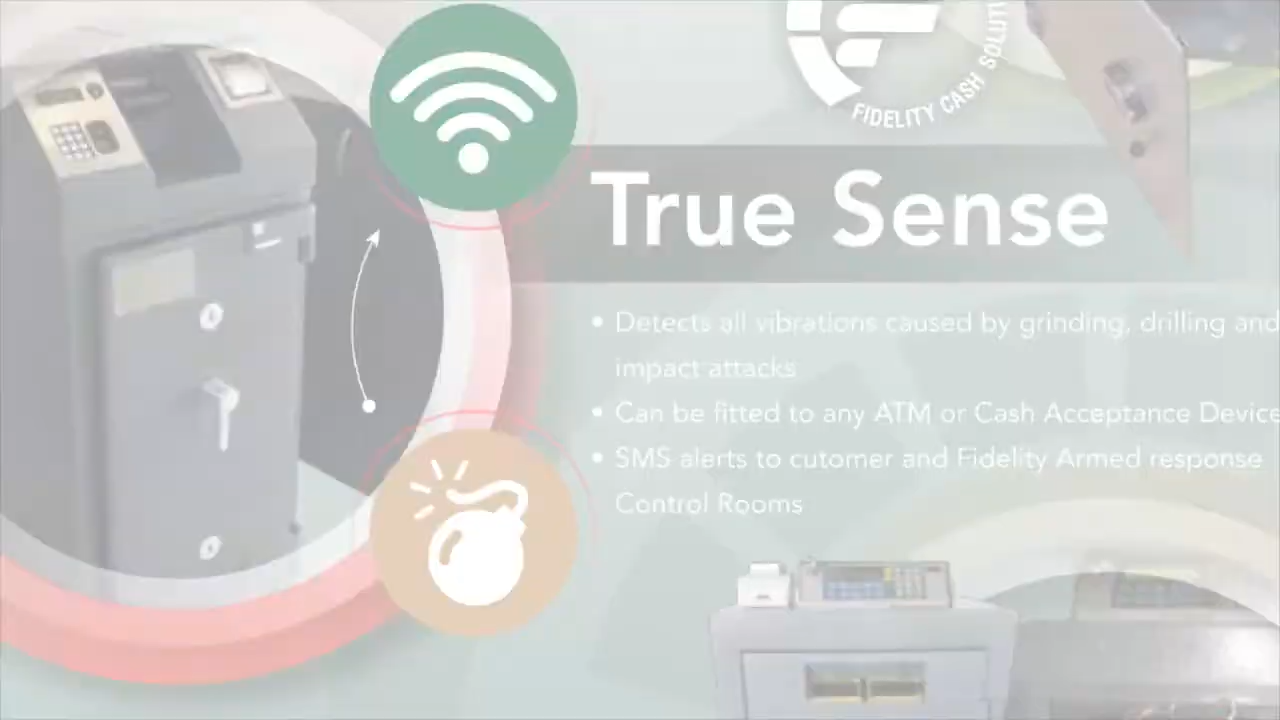 FIDELITY CASH SOLUTI
True Sense
• Detects all vibrations caused by grinding, drilling and
impact attacks
• Can be fitted to any ATM or Cash Acceptance Device
• SMS alerts to cutomer and Fidelity Armed response
Control Rooms